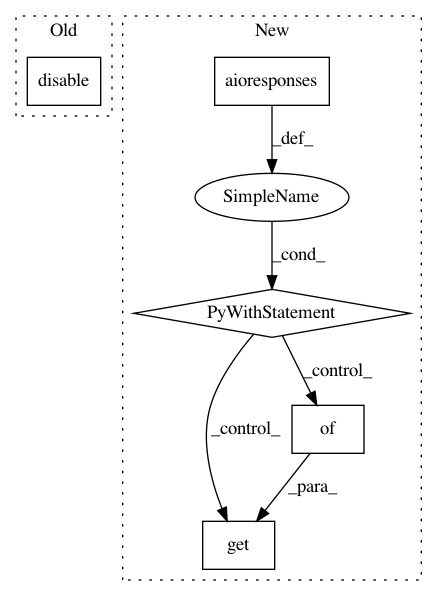 Old
New
disable
aioresponses
_def_
SimpleName
_cond_
PyWithStatement
_control_
_control_
of
_para_
get